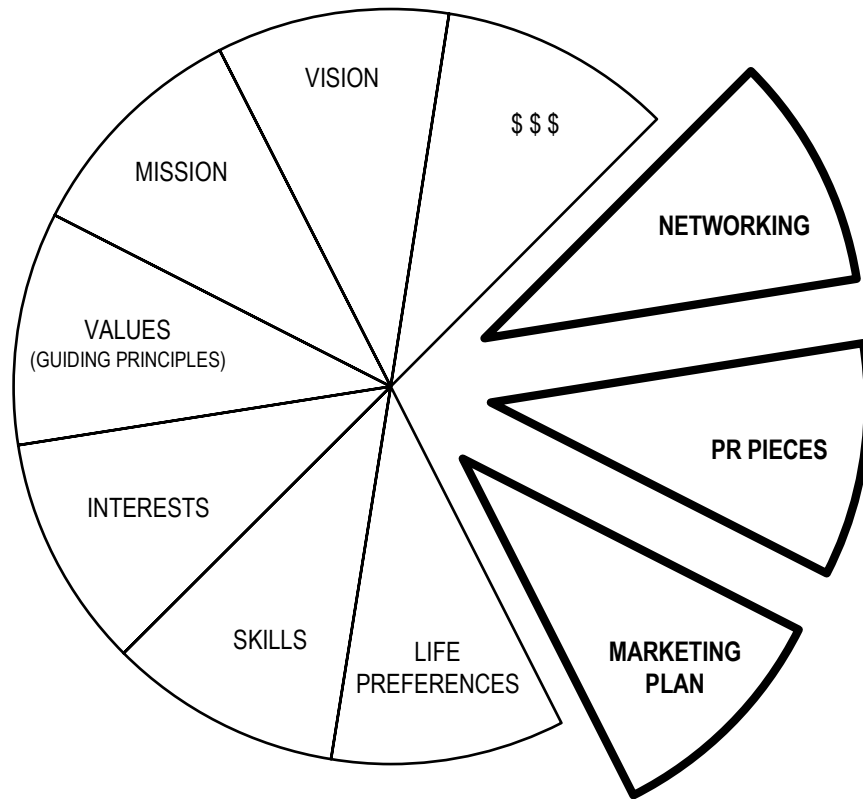 VISION
$ $ $
MISSION
NETWORKING
VALUES
(GUIDING PRINCIPLES)
PR PIECES
INTERESTS
SKILLS
LIFE
PREFERENCES
MARKETING
PLAN